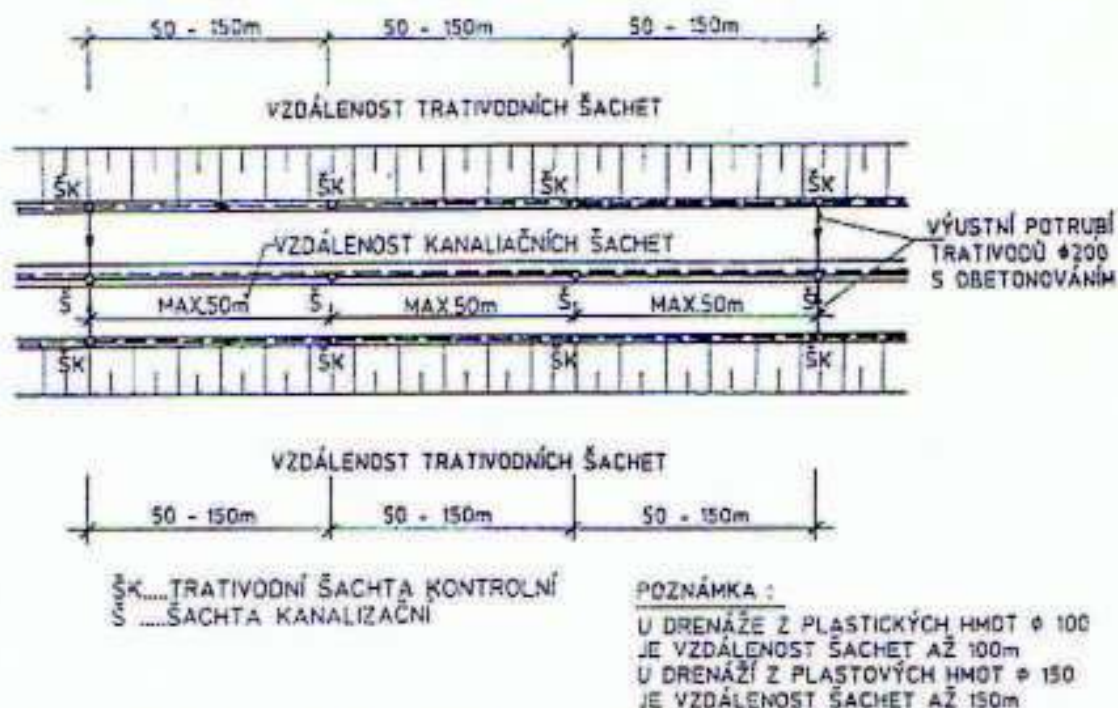 50 - 150m 50 - 150m 50 - 150m
VZDÁLENOST TRATIVODNÍCH ŠACHET
ŠK ŠK ŠK ŠK
VZDÁLENOST KANALIAČNÍCH ŠACHET
VÝUSTNÍ POTRUBÍ
TRATIVODŮ Φ200
S OBETONOVÁNÍM
Š MAX.50m Š MAX.50m Š MAX.50m Š
ŠK ŠK ŠK ŠK
VZDÁLENOST TRATIVODNÍCH ŠACHET
50 - 150m 50 - 150m 50 - 150m
ŠK....TRATIVODNÍ ŠACHTA KONTROLNÍ
Š ....ŠACHTA KANALIZAČNÍ
POZNÁMKA :
U DRENÁŽE Z PLASTICKÝCH HMOT Φ 100
JE VZDÁLENOST ŠACHET AŽ 100m
U DRENÁŽÍ Z PLASTOVÝCH HMOT Φ 150
JE VZDÁLENOST ŠACHET AŽ 150m